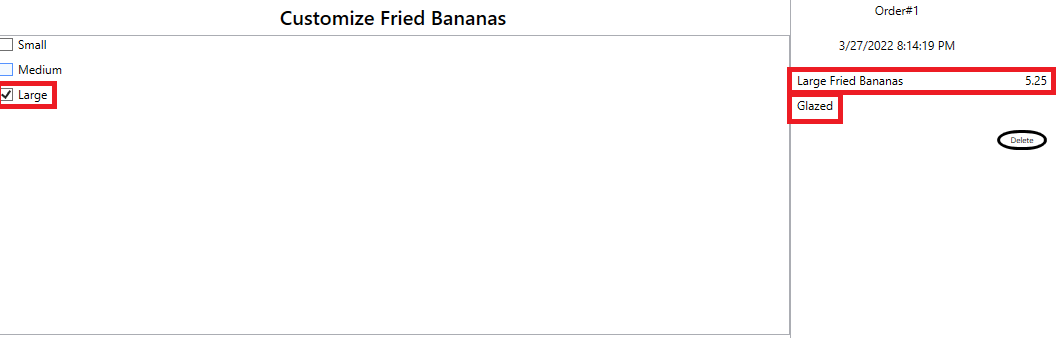 Customize Fried Bananas
Small
Medium
Large
Order#1
3/27/2022 8:14:19 PM
Large Fried Bananas 5.25
Glazed
Delete